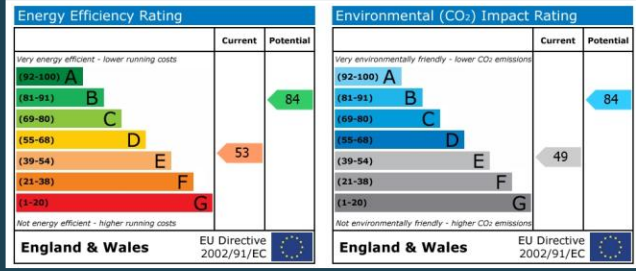 Energy Efficiency Rating
Current Potential
Very energy efficient - lower running costs
(92-100) A
(81-91) B
84
(69-80) C
(55-68) D
(39-54) E
53
(21-38) F
(1-20) G
Not energy efficient - higher running costs
England & Wales
EU Directive
2002/91/EC
Environmental (CO₂) Impact Rating
Current Potential
Very environmentally friendly - lower CO₂ emissions
(92-100) A
(81-91) B
84
(69-80) C
(55-68) D
(39-54) E
49
(21-38) F
(1-20) G
Not environmentally friendly - higher CO₂ emissions
England & Wales
EU Directive
2002/91/EC